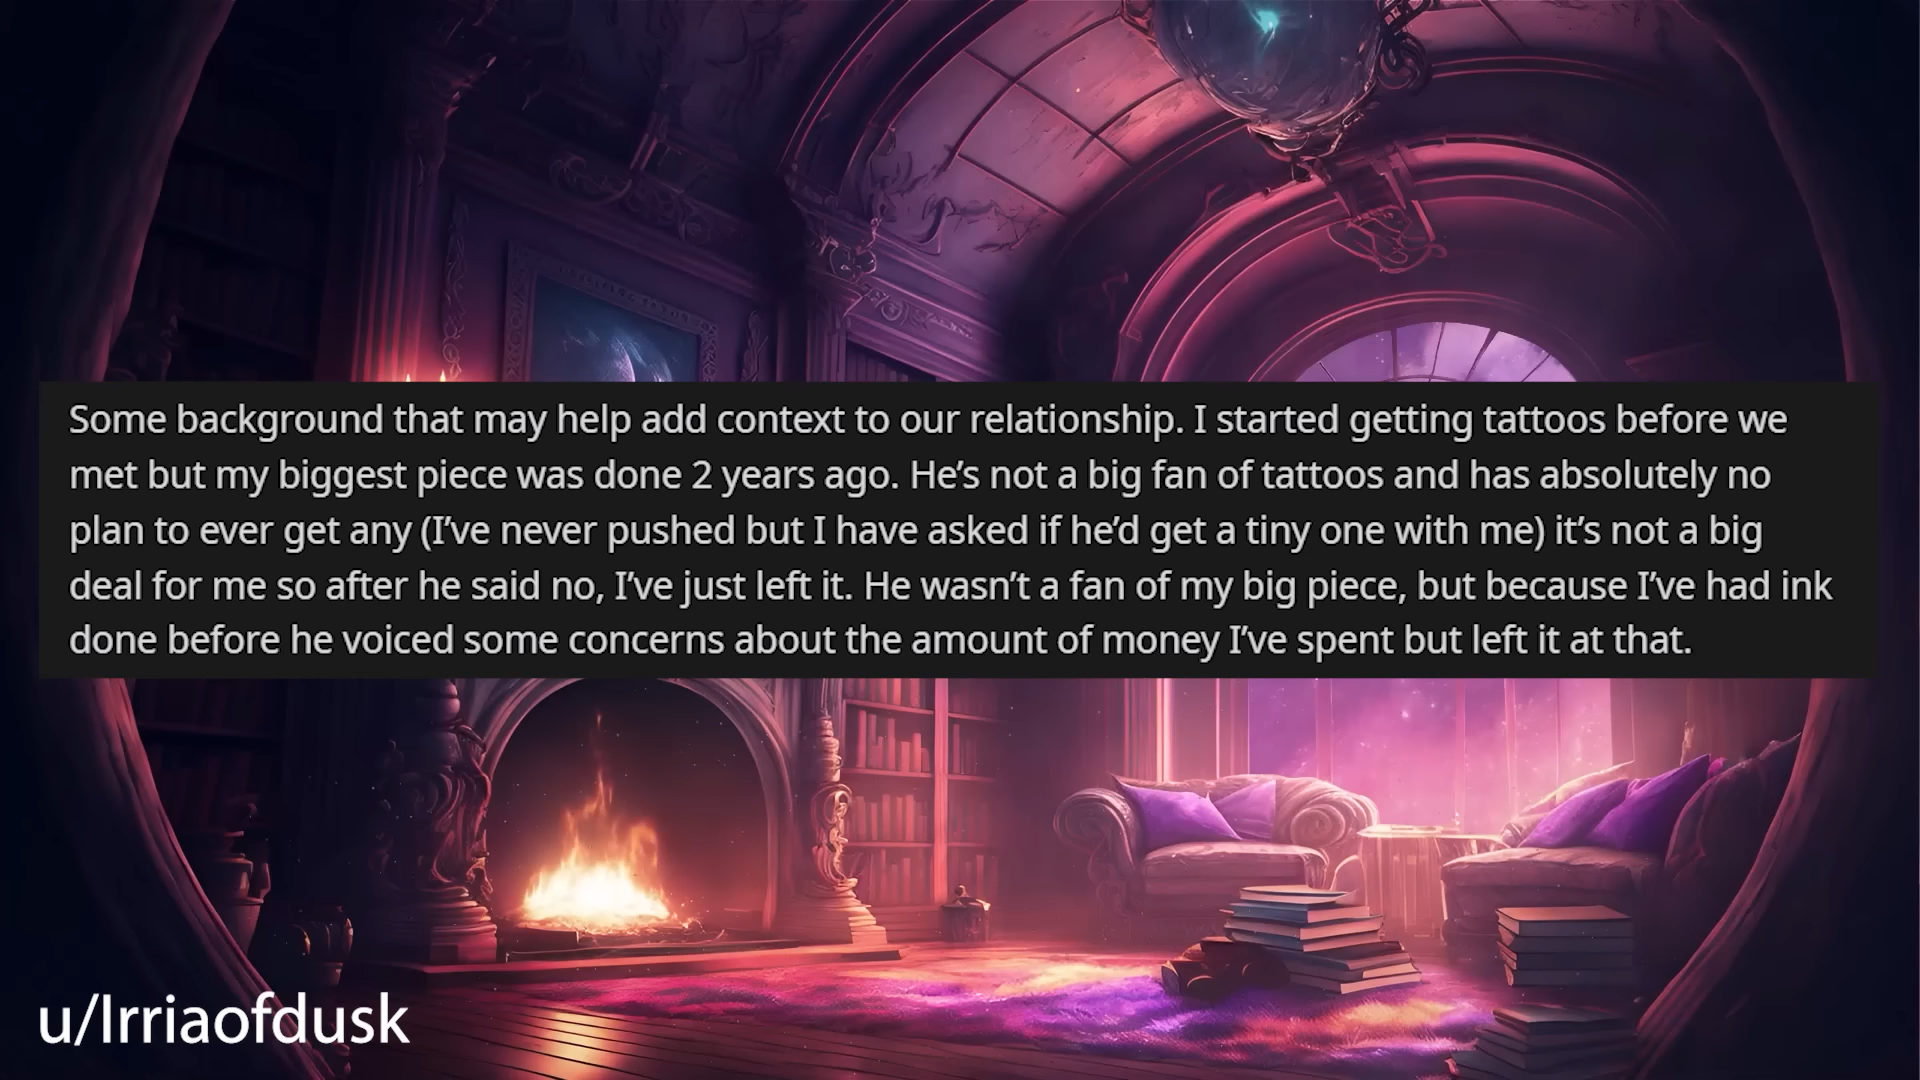 Some background that may help add context to our relationship. I started getting tattoos before we
met but my biggest piece was done 2 years ago. He’s not a big fan of tattoos and has absolutely no
plan to ever get any (I’ve never pushed but I have asked if he’d get a tiny one with me) it’s not a big
deal for me so after he said no, I’ve just left it. He wasn’t a fan of my big piece, but because I’ve had ink
done before he voiced some concerns about the amount of money I’ve spent but left it at that.
u/Irriaofdusk